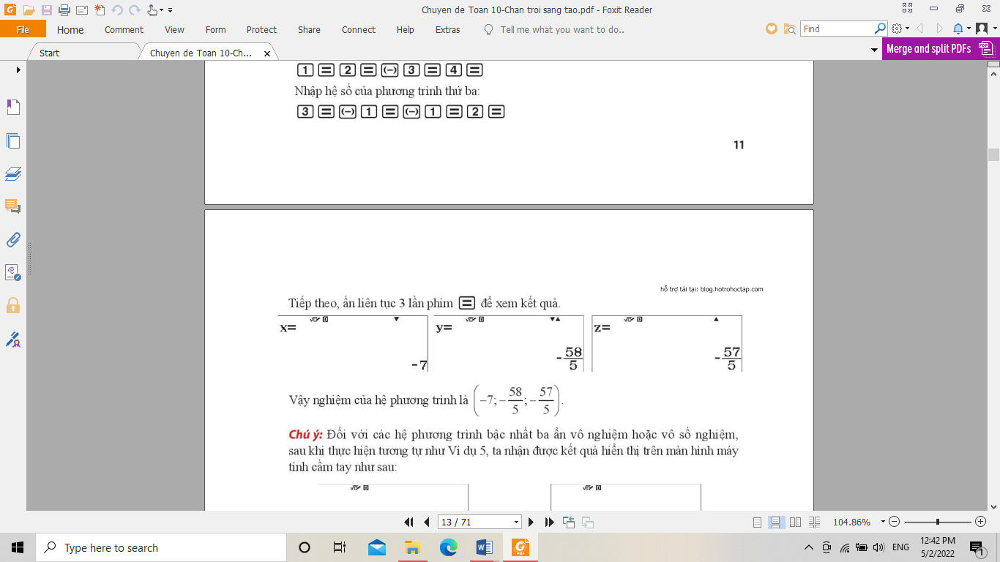 Chuyen de Toan 10-Chan troi sang tao.pdf - Foxit Reader
File Home Comment View Form Protect Share Connect Help Extras Tell me what you want to do.. Find
Start Chuyen de Toan 10-Ch... Merge and split PDFs
1 = 2 = (−) 3 = 4 =
Nhập hệ số của phương trình thứ ba:
3 = (−) 1 = (−) 1 = 2 =
11
hỗ trợ tải tại: blog.hotrohoctap.com
Tiếp theo, ấn liên tục 3 lần phím = để xem kết quả.
x= −7
y= −58/5
z= −57/5
Vậy nghiệm của hệ phương trình là (−7; −58/5; −57/5).
Chú ý: Đối với các hệ phương trình bậc nhất ba ẩn vô nghiệm hoặc vô số nghiệm,
sau khi thực hiện tương tự như Ví dụ 5, ta nhận được kết quả hiển thị trên màn hình máy
tính cầm tay như sau:
13 / 71 104.86%
Type here to search ENG 12:42 PM
5/2/2022